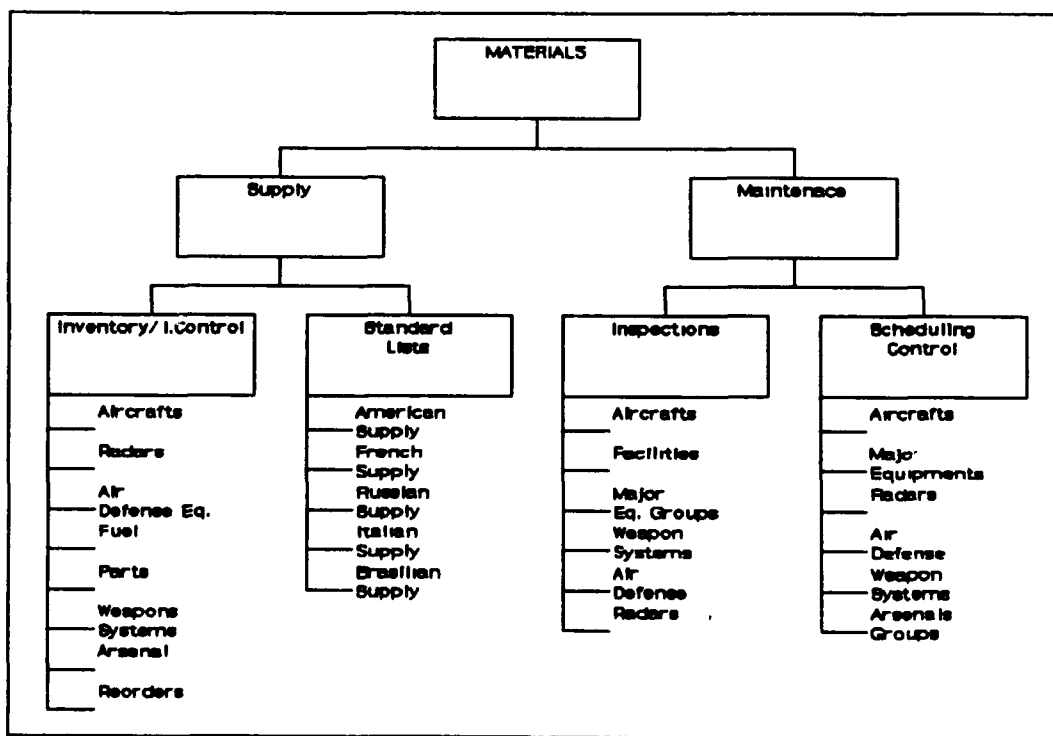 MATERIALS
Supply
Maintenace
Inventory/ I.Control
Standard
Lists
Inspections
Scheduling
Control
Aircrafts
Radars
Air
Defense Eq.
Fuel
Parts
Weapons
Systems
Arsenal
Reorders
American
Supply
French
Supply
Russian
Supply
Italian
Supply
Brasilian
Supply
Aircrafts
Facilities
Major
Eq. Groups
Weapon
Systems
Air
Defense
Radars
Aircrafts
Major
Equipments
Radars
Air
Defense
Weapon
Systems
Arsenals
Groups